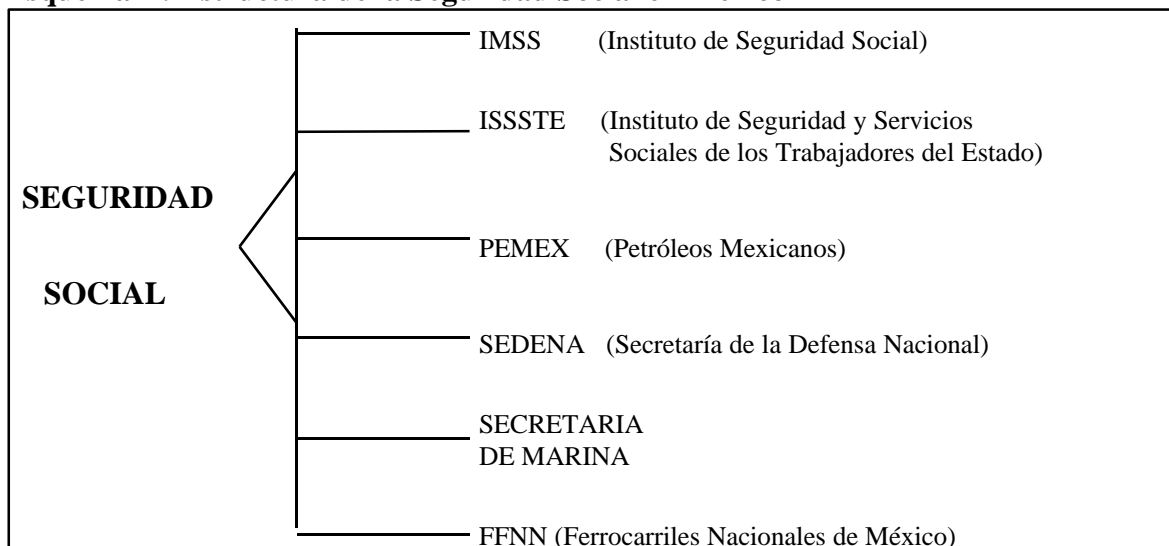 IMSS (Instituto de Seguridad Social)
ISSSTE (Instituto de Seguridad y Servicios
Sociales de los Trabajadores del Estado)
SEGURIDAD
PEMEX (Petróleos Mexicanos)
SOCIAL
SEDENA (Secretaría de la Defensa Nacional)
SECRETARIA
DE MARINA
FFNN (Ferrocarriles Nacionales de México)